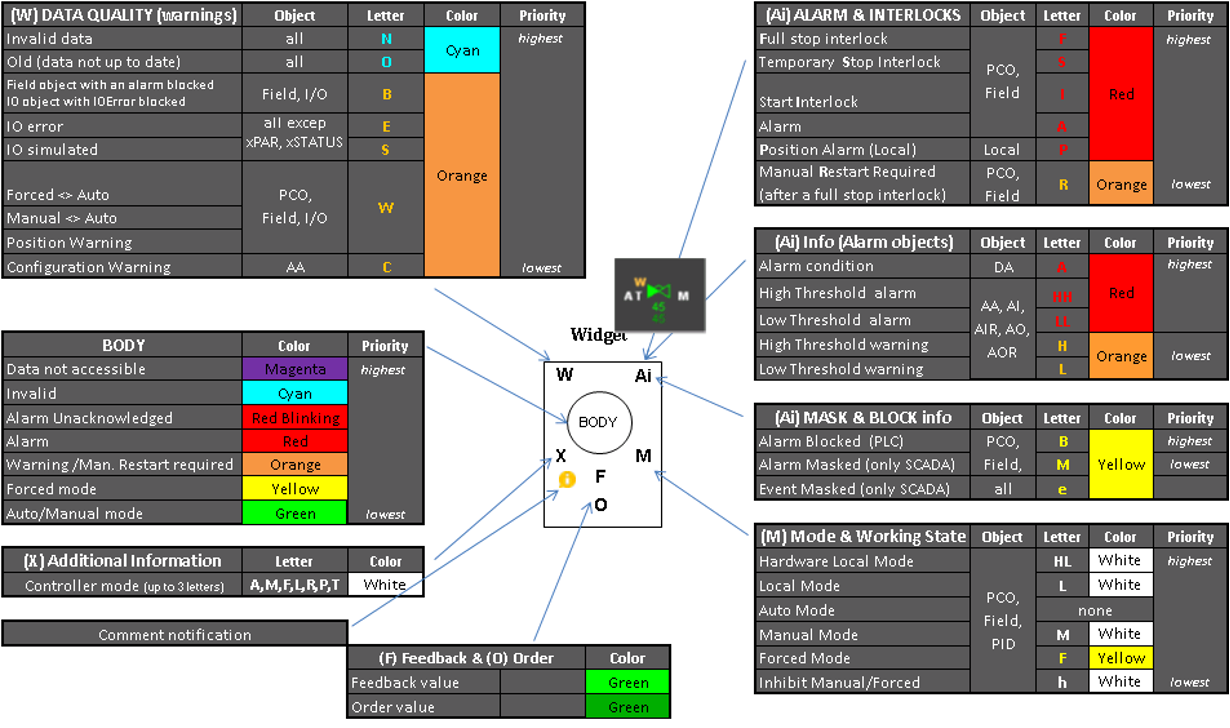 (W) DATA QUALITY (warnings) Object Letter Color Priority
Invalid data all N Cyan highest
Old (data not up to date) all O
Field object with an alarm blocked
IO object with IOError blocked
Field, I/O B Orange
IO error all excep E
IO simulated xPAR, xSTATUS S
Forced <> Auto PCO,
Manual <> Auto Field, I/O W
Position Warning
Configuration Warning AA C lowest
(Ai) ALARM & INTERLOCKS Object Letter Color Priority
Full stop interlock F Red highest
Temporary Stop Interlock PCO, S
Start Interlock Field I
Alarm A
Position Alarm (Local) Local P
Manual Restart Required PCO,
(after a full stop interlock) Field R Orange lowest
(Ai) Info (Alarm objects) Object Letter Color Priority
Alarm condition DA A Red highest
High Threshold alarm AA, AI, HH
Low Threshold alarm AIR, AO, LL
High Threshold warning AOR H Orange
Low Threshold warning L lowest
W
A T M
45
45
Widget
W Ai
BODY
X M
i F
O
BODY Color Priority
Data not accessible Magenta highest
Invalid Cyan
Alarm Unacknowledged Red Blinking
Alarm Red
Warning /Man. Restart required Orange
Forced mode Yellow
Auto/Manual mode Green lowest
(Ai) MASK & BLOCK info Object Letter Color Priority
Alarm Blocked (PLC) PCO, B Yellow highest
Alarm Masked (only SCADA) Field, M lowest
Event Masked (only SCADA) all e
(X) Additional Information Letter Color
Controller mode (up to 3 letters) A,M,F,L,R,P,T White
Comment notification
(F) Feedback & (O) Order Color
Feedback value Green
Order value Green
(M) Mode & Working State Object Letter Color Priority
Hardware Local Mode HL White highest
Local Mode PCO, L White
Auto Mode Field, none
Manual Mode PID M White
Forced Mode F Yellow
Inhibit Manual/Forced h White lowest